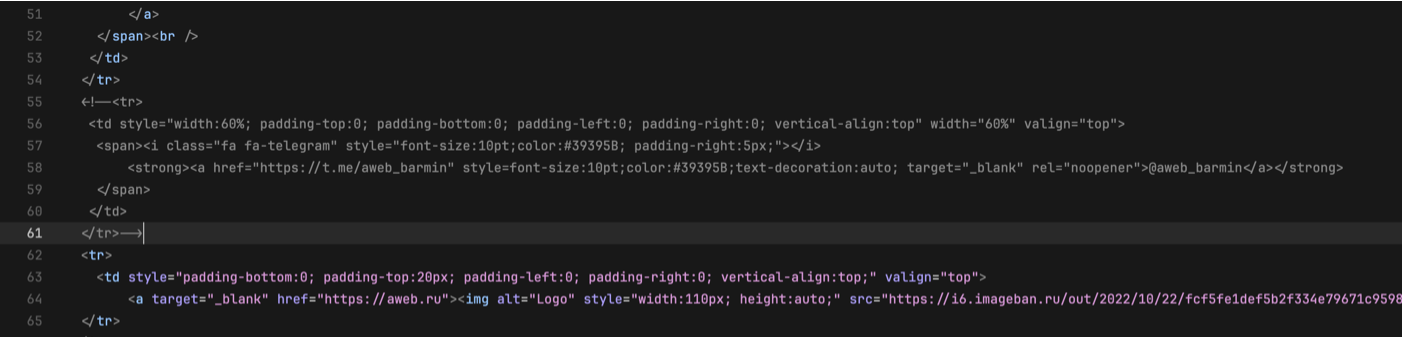 51 </a>
52 </span><br />
53 </td>
54 </tr>
55 <!--<tr>
56 <td style="width:60%; padding-top:0; padding-bottom:0; padding-left:0; padding-right:0; vertical-align:top" width="60%" valign="top">
57 <span><i class="fa fa-telegram" style="font-size:10pt;color:#39395B; padding-right:5px;"></i>
58 <strong><a href="https://t.me/aweb_barmin" style=font-size:10pt;color:#39395B;text-decoration:auto; target="_blank" rel="noopener">@aweb_barmin</a></strong>
59 </span>
60 </td>
61 </tr>-->
62 <tr>
63 <td style="padding-bottom:0; padding-top:20px; padding-left:0; padding-right:0; vertical-align:top;" valign="top">
64 <a target="_blank" href="https://aweb.ru"><img alt="Logo" style="width:110px; height:auto;" src="https://i6.imageban.ru/out/2022/10/22/fcf5fe1def5b2f334e79671c9598
65 </tr>